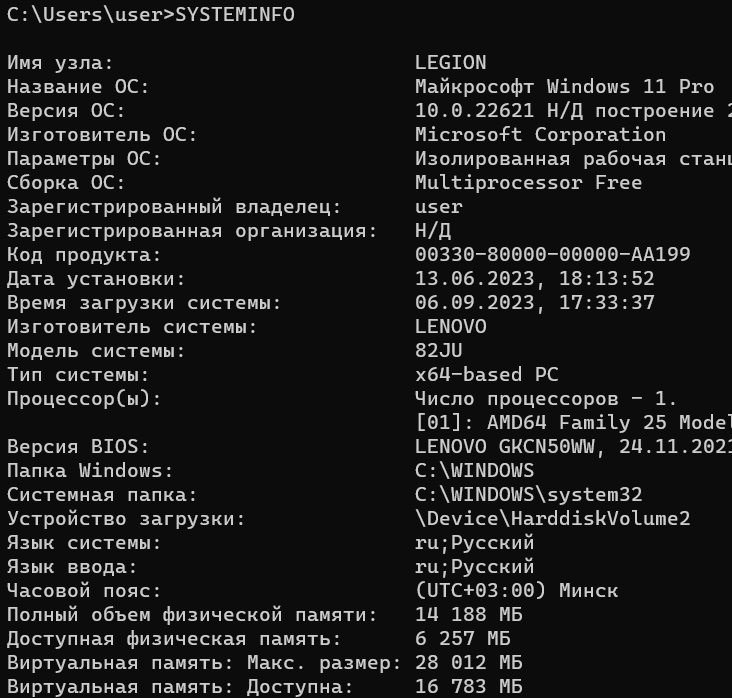 C:\Users\user>SYSTEMINFO
Имя узла: LEGION
Название ОС: Майкрософт Windows 11 Pro
Версия ОС: 10.0.22621 Н/Д построение 2
Изготовитель ОС: Microsoft Corporation
Параметры ОС: Изолированная рабочая стан
Сборка ОС: Multiprocessor Free
Зарегистрированный владелец: user
Зарегистрированная организация: Н/Д
Код продукта: 00330-80000-00000-AA199
Дата установки: 13.06.2023, 18:13:52
Время загрузки системы: 06.09.2023, 17:33:37
Изготовитель системы: LENOVO
Модель системы: 82JU
Тип системы: x64-based PC
Процессор(ы): Число процессоров - 1.
[01]: AMD64 Family 25 Model
Версия BIOS: LENOVO GKCN50WW, 24.11.2021
Папка Windows: C:\WINDOWS
Системная папка: C:\WINDOWS\system32
Устройство загрузки: \Device\HarddiskVolume2
Язык системы: ru;Русский
Язык ввода: ru;Русский
Часовой пояс: (UTC+03:00) Минск
Полный объем физической памяти: 14 188 МБ
Доступная физическая память: 6 257 МБ
Виртуальная память: Макс. размер: 28 012 МБ
Виртуальная память: Доступна: 16 783 МБ